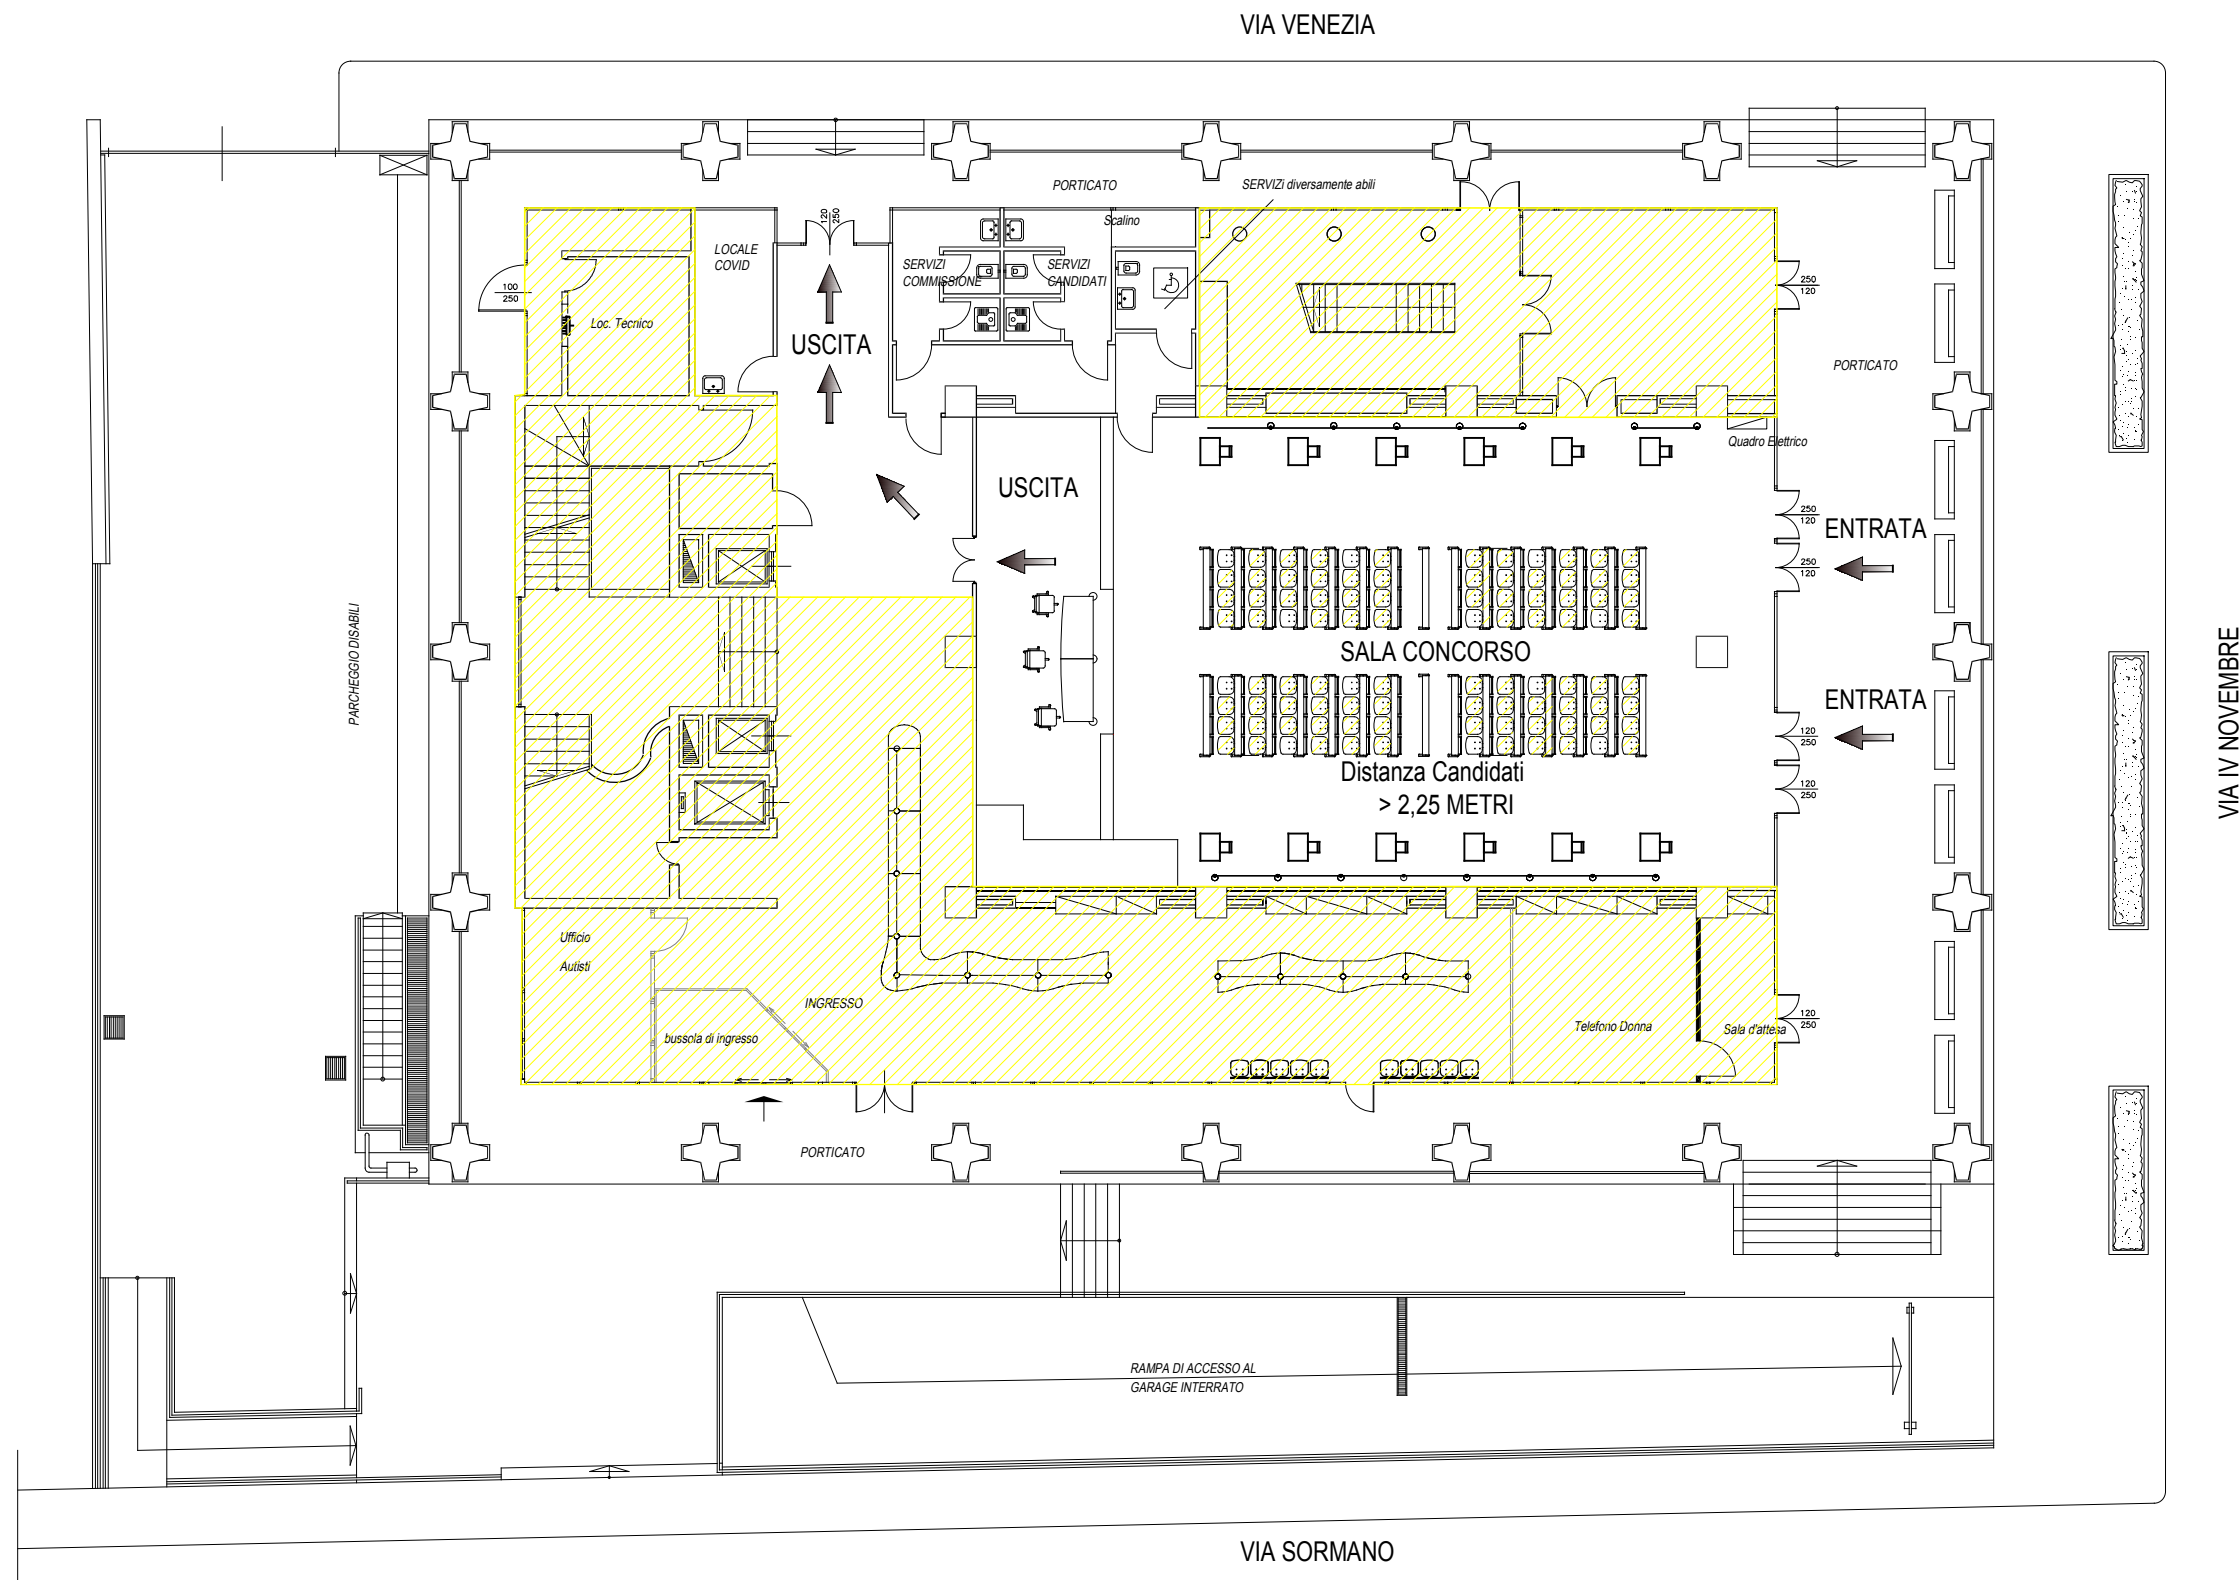 VIA VENEZIA
PORTICATO
SERVIZi diversamente abili
120
250
Scalino
LOCALE
COVID
SERVIZI
COMMISSIONE
SERVIZI
CANDIDATI
100
250
250
120
Loc. Tecnico
USCITA
PORTICATO
Quadro Elettrico
USCITA
250
120
ENTRATA
250
120
PARCHEGGIO DISABILI
SALA CONCORSO
VIA IV NOVEMBRE
ENTRATA
120
250
Distanza Candidati
> 2,25 METRI
120
250
Ufficio
Autisti
INGRESSO
bussola di ingresso
Telefono Donna
Sala d'attesa
120
250
PORTICATO
RAMPA DI ACCESSO AL
GARAGE INTERRATO
VIA SORMANO